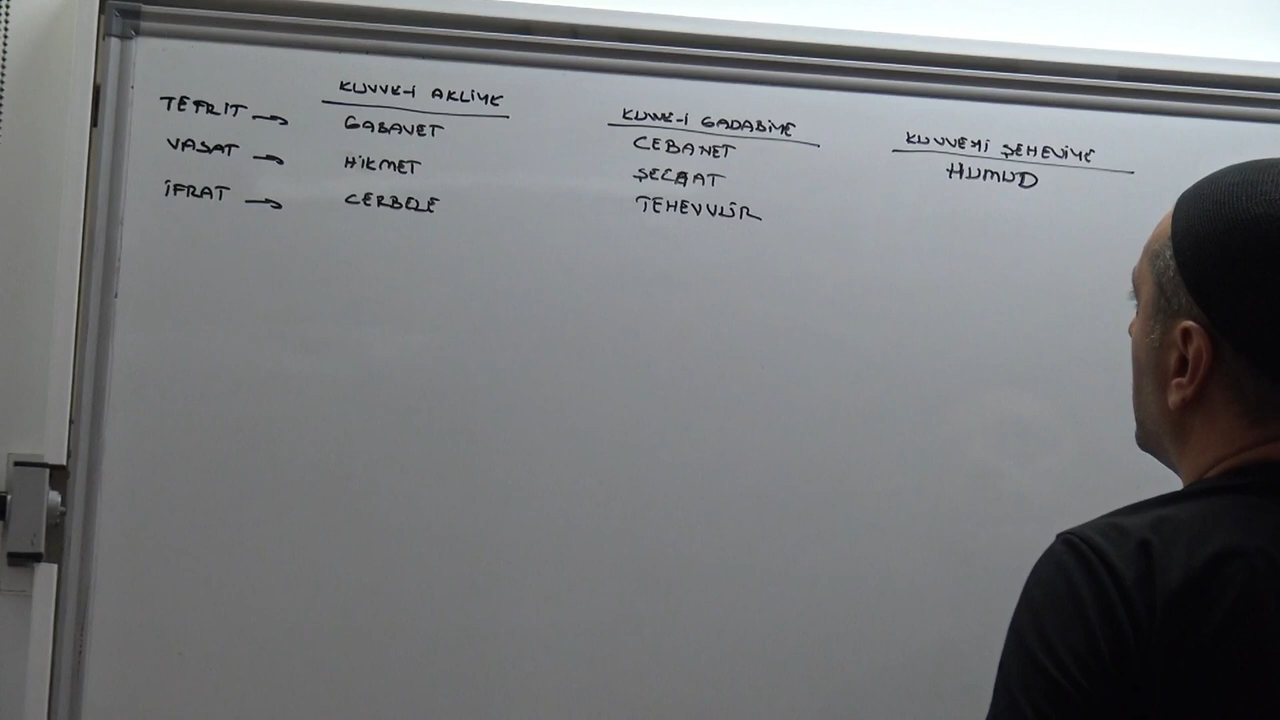 KUVVE-İ AKLİYE KUVVE-İ GADABİYE KUVVE-İ ŞEHEVİYE
TEFRİT → GABAVET CEBANET HUMUD
VASAT → HİKMET ŞECAAT
İFRAT → CERBEZE TEHEVVÜR